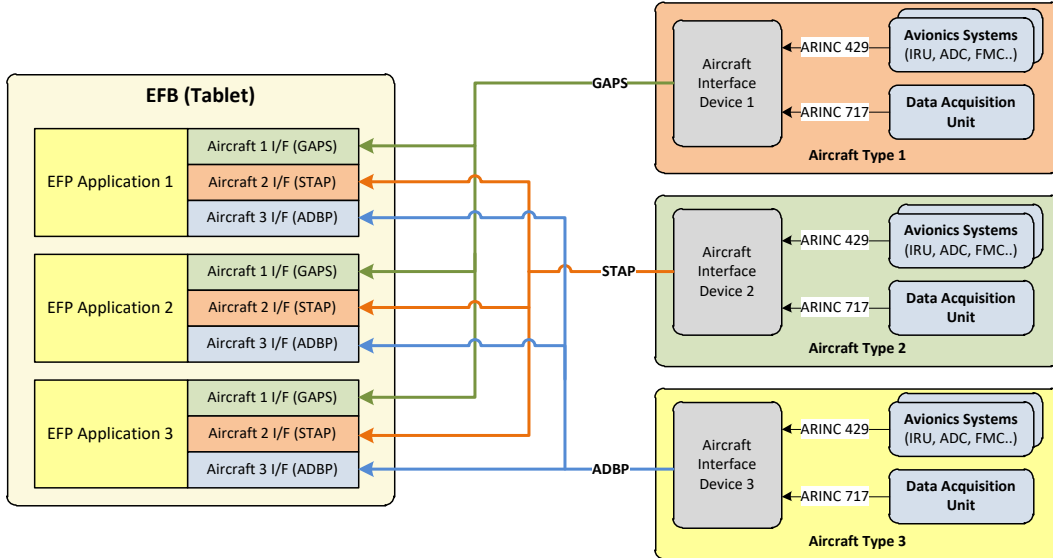 EFB (Tablet)
EFP Application 1
Aircraft 1 I/F (GAPS)
Aircraft 2 I/F (STAP)
Aircraft 3 I/F (ADBP)
EFP Application 2
Aircraft 1 I/F (GAPS)
Aircraft 2 I/F (STAP)
Aircraft 3 I/F (ADBP)
EFP Application 3
Aircraft 1 I/F (GAPS)
Aircraft 2 I/F (STAP)
Aircraft 3 I/F (ADBP)
GAPS
STAP
ADBP
Aircraft
Interface
Device 1
ARINC 429
ARINC 717
Avionics Systems
(IRU, ADC, FMC..)
Data Acquisition
Unit
Aircraft Type 1
Aircraft
Interface
Device 2
ARINC 429
ARINC 717
Avionics Systems
(IRU, ADC, FMC..)
Data Acquisition
Unit
Aircraft Type 2
Aircraft
Interface
Device 3
ARINC 429
ARINC 717
Avionics Systems
(IRU, ADC, FMC..)
Data Acquisition
Unit
Aircraft Type 3